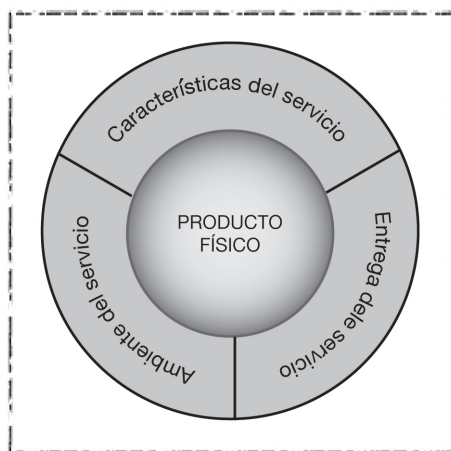 Características del servicio
PRODUCTO
FÍSICO
Ambiente del servicio
Entrega dele servicio